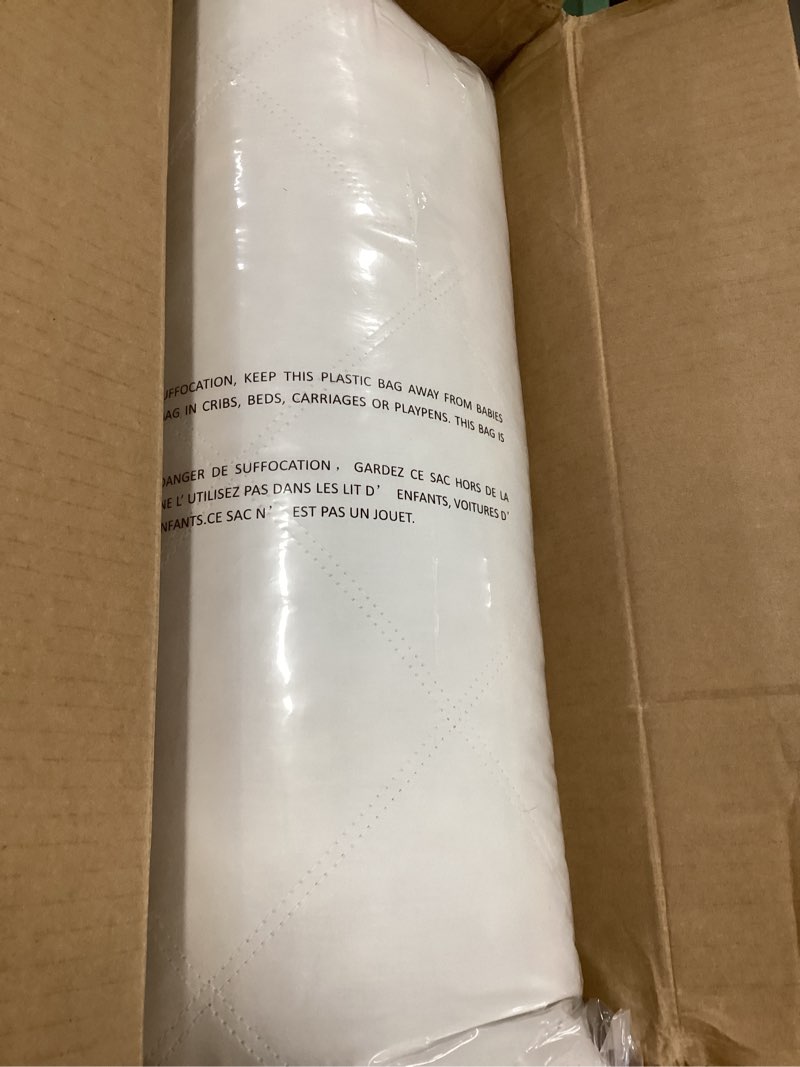 UFFOCATION, KEEP THIS PLASTIC BAG AWAY FROM BABIES
AG IN CRIBS, BEDS, CARRIAGES OR PLAYPENS. THIS BAG IS
DANGER DE SUFFOCATION , GARDEZ CE SAC HORS DE LA
NE L' UTILISEZ PAS DANS LES LIT D' ENFANTS, VOITURES D'
NFANTS.CE SAC N' EST PAS UN JOUET.